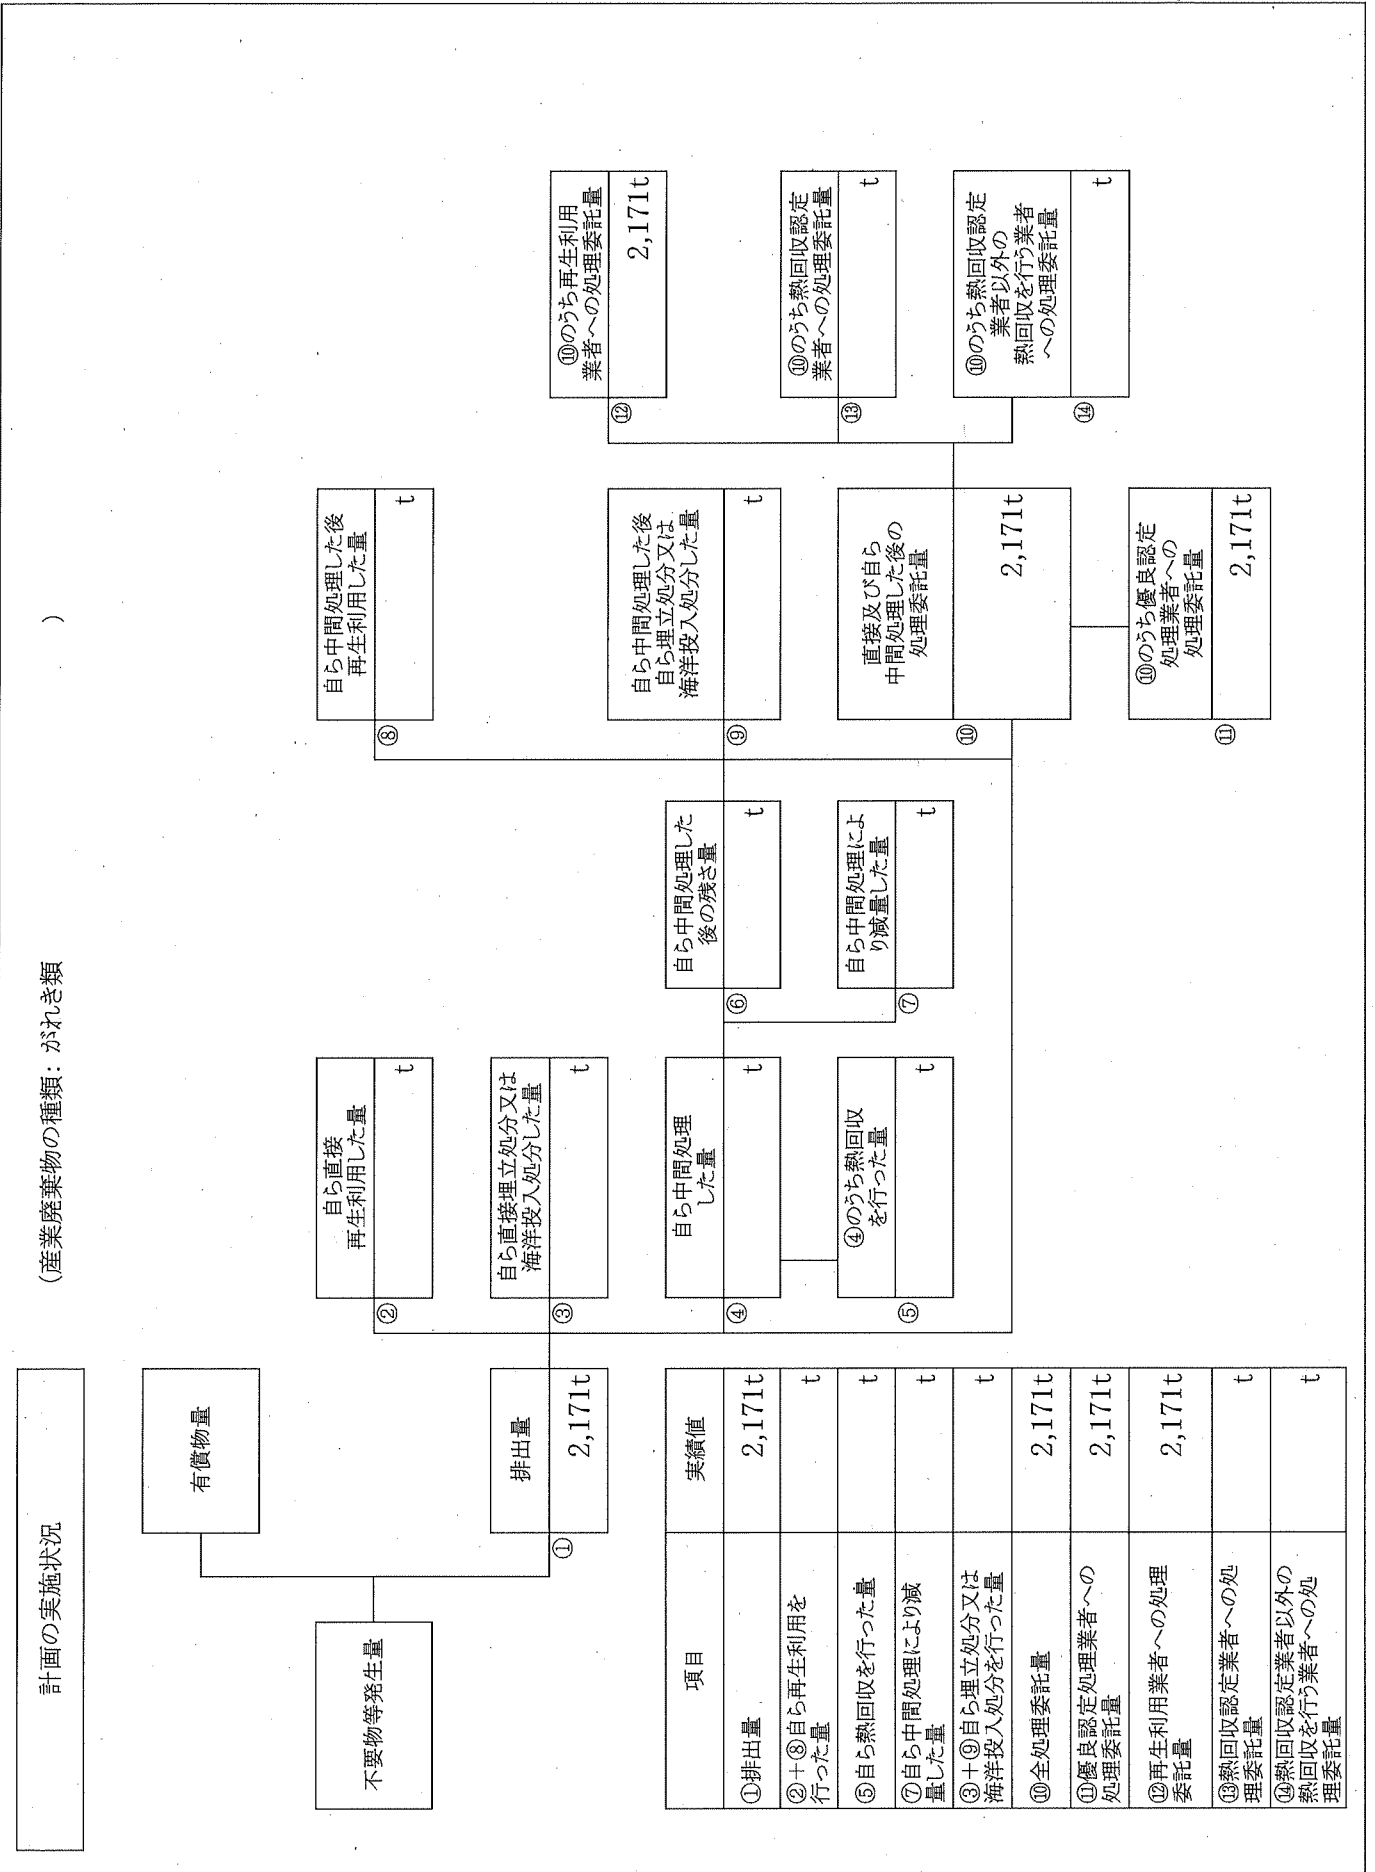 計画の実施状況
(産業廃棄物の種類: がれき類
)
有償物量
不要物等発生量
排出量
①
2,171t
自ら直接
再生利用した量
②
t
自ら直接埋立処分又は
海洋投入処分した量
③
t
自ら中間処理
した量
④
t
④のうち熱回収
を行った量
⑤
t
自ら中間処理した
後の残さ量
⑥
t
自ら中間処理によ
り減量した量
⑦
t
自ら中間処理した後
再生利用した量
⑧
t
自ら中間処理した後
自ら埋立処分又は
海洋投入処分した量
⑨
t
直接及び自ら
中間処理した後の
処理委託量
⑩
2,171t
⑩のうち優良認定
処理業者への
処理委託量
⑪
2,171t
⑩のうち再生利用
業者への処理委託量
⑫
2,171t
⑩のうち熱回収認定
業者への処理委託量
⑬
t
⑩のうち熱回収認定
業者以外の
熱回収を行う業者
への処理委託量
⑭
t
項目 実績値
①排出量 2,171t
②+⑧自ら再生利用を
行った量
t
⑤自ら熱回収を行った量 t
⑦自ら中間処理により減
量した量
t
③+⑨自ら埋立処分又は
海洋投入処分を行った量
t
⑩全処理委託量 2,171t
⑪優良認定処理業者への
処理委託量
2,171t
⑫再生利用業者への処理
委託量
2,171t
⑬熱回収認定業者への処
理委託量
t
⑭熱回収認定業者以外の
熱回収を行う業者への処
理委託量
t